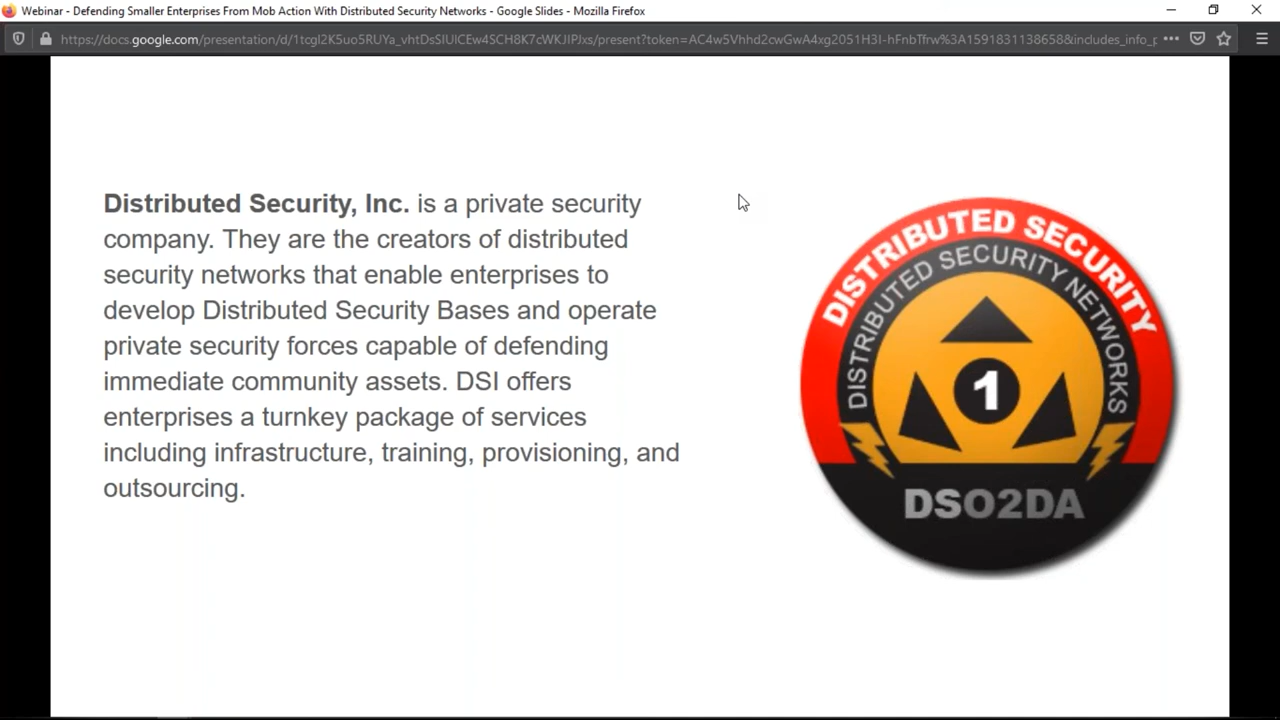 Webinar - Defending Smaller Enterprises From Mob Action With Distributed Security Networks - Google Slides - Mozilla Firefox
https://docs.google.com/presentation/d/1tcgI2K5uo5RUYa_vhtDsSIUICEw4SCH8K7cWKJIPJxs/present?token=AC4w5Vhhd2cwGwA4xg2051H3I-hFnbTfrw%3A1591831138658&includes_info_p
Distributed Security, Inc. is a private security
company. They are the creators of distributed
security networks that enable enterprises to
develop Distributed Security Bases and operate
private security forces capable of defending
immediate community assets. DSI offers
enterprises a turnkey package of services
including infrastructure, training, provisioning, and
outsourcing.
DISTRIBUTED SECURITY
DISTRIBUTED SECURITY NETWORKS
1
DSO2DA